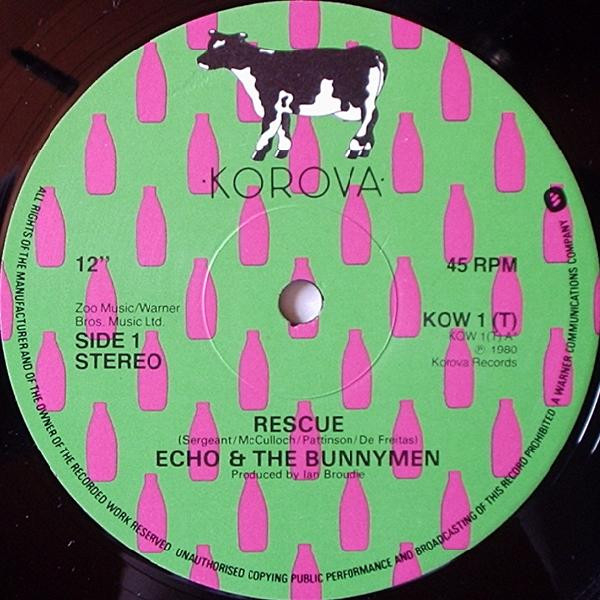 ·KOROVA·
12"
45 RPM
Zoo Music/Warner
Bros. Music Ltd.
SIDE 1
STEREO
KOW 1 (T)
KOW 1(T) A
℗ 1980
Korova Records
RESCUE
(Sergeant/McCulloch/Pattinson/De Freitas)
ECHO & THE BUNNYMEN
Produced by Ian Broudie
ALL RIGHTS OF THE MANUFACTURER AND OF THE OWNER OF THE RECORDED WORK RESERVED UNAUTHORISED COPYING PUBLIC PERFORMANCE AND BROADCASTING OF THIS RECORD PROHIBITED A WARNER COMMUNICATIONS COMPANY